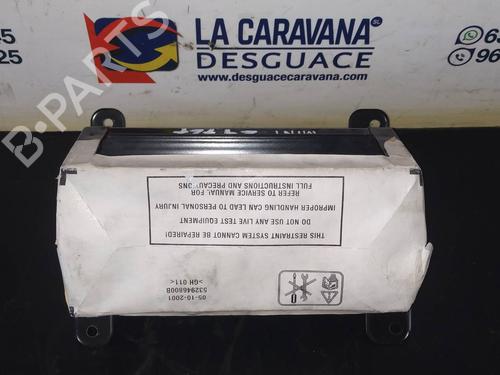 LA CARAVANA
DESGUACE
www.desguacecaravana.com
B-PARTS
THIS RESTRAINT SYSTEM CANNOT BE REPAIRED!
DO NOT USE ANY LIVE TEST EQUIPMENT
IMPROPER HANDLING CAN LEAD TO PERSONAL INJURY
REFER TO SERVICE MANUAL FOR
FULL INSTRUCTIONS AND PRECAUTIONS
05-10-2001
532946800B
>GH 011<